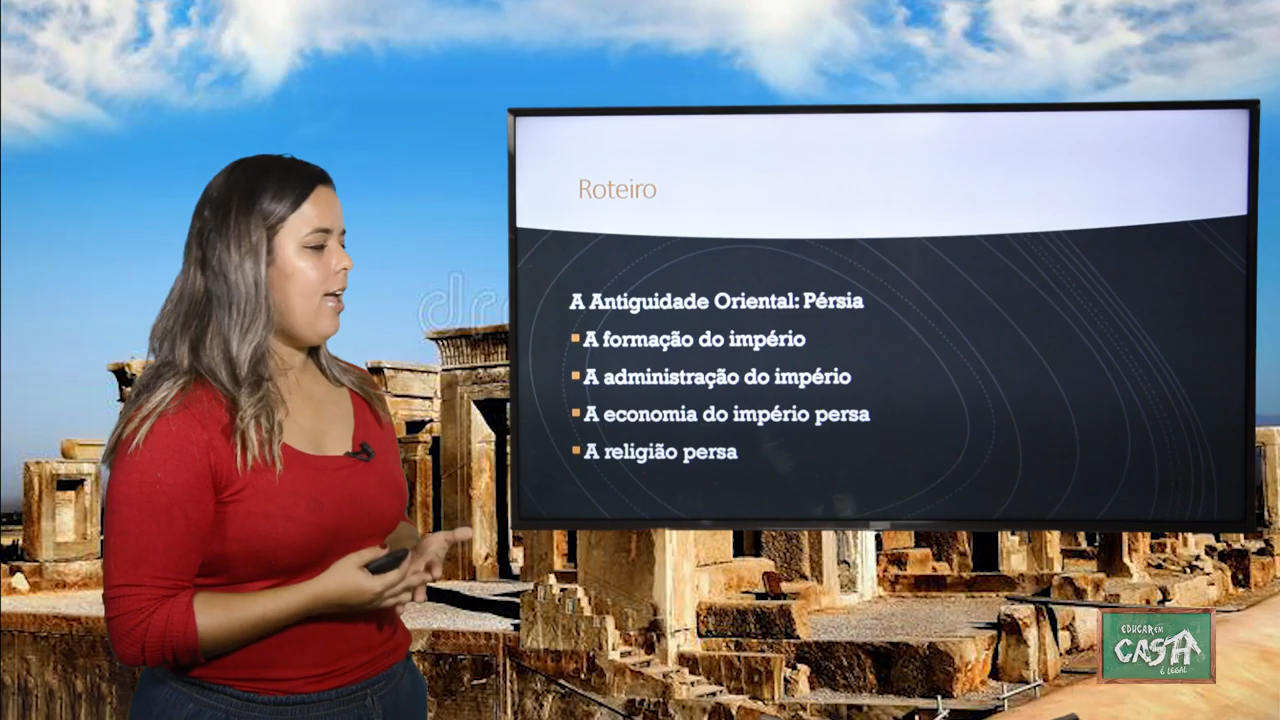 Roteiro
A Antiguidade Oriental: Pérsia
A formação do império
A administração do império
A economia do império persa
A religião persa
EDUCAR EM
CASA
É LEGAL